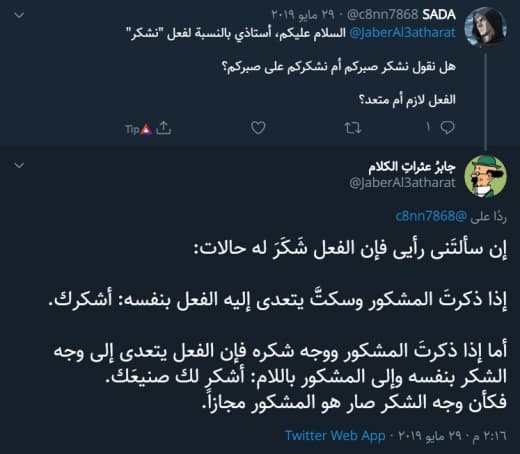 SADA @c8nn7868 · ٢٩ مايو ٢٠١٩
@JaberAl3atharat السلام عليكم، أستاذي بالنسبة لفعل "نشكر"
هل نقول نشكر صبركم أم نشكركم على صبركم؟
الفعل لازم أم متعد؟
١ Tip
جابرُ عثراتِ الكلام
@JaberAl3atharat
ردًا على @c8nn7868
إن سألتَنى رأيى فإن الفعل شَكَرَ له حالات:
إذا ذكرتَ المشكور وسكتَّ يتعدى إليه الفعل بنفسه: أشكرك.
أما إذا ذكرتَ المشكور ووجه شكره فإن الفعل يتعدى إلى وجه
الشكر بنفسه وإلى المشكور باللام: أشكر لك صنيعَك.
فكأن وجه الشكر صار هو المشكور مجازاً.
٢:١٦ م · ٢٩ مايو ٢٠١٩ · Twitter Web App